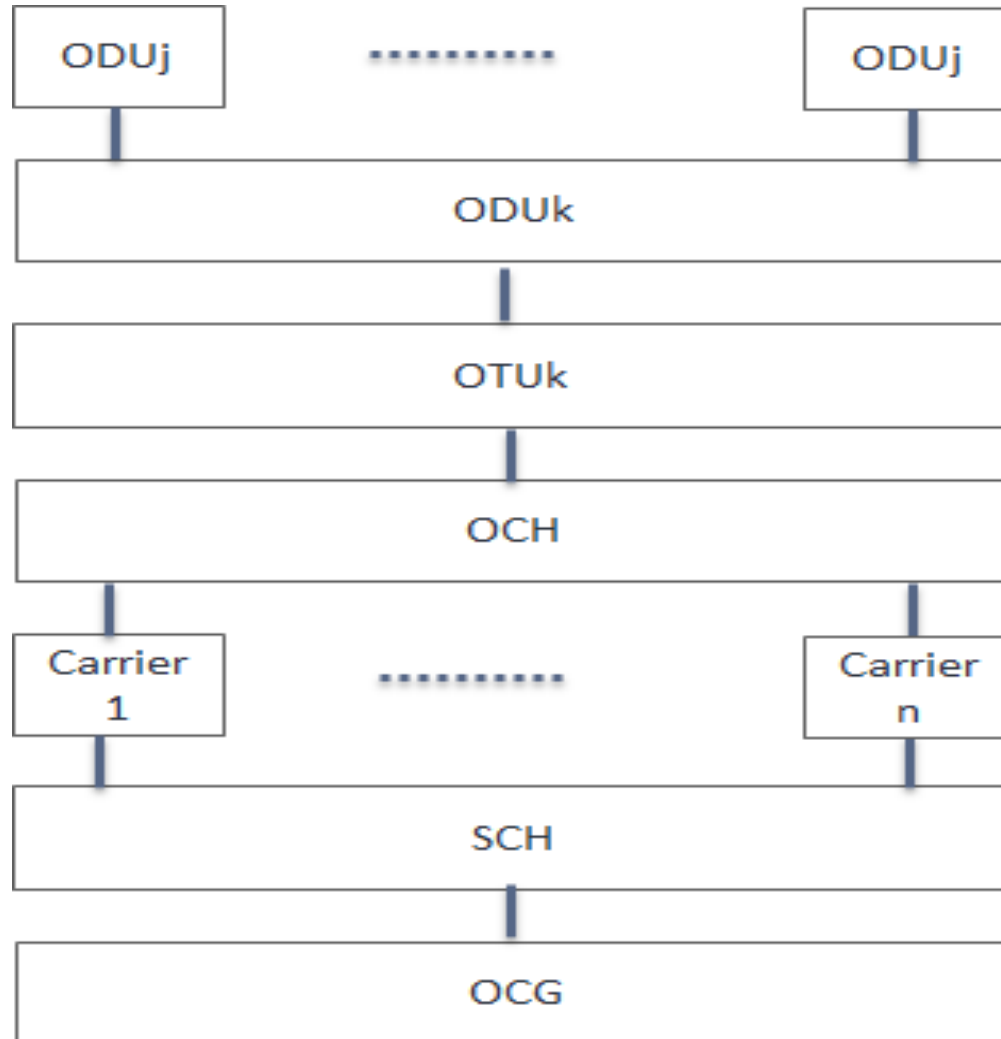 ODUj ODUj
ODUk
OTUk
OCH
Carrier 1 Carrier n
SCH
OCG